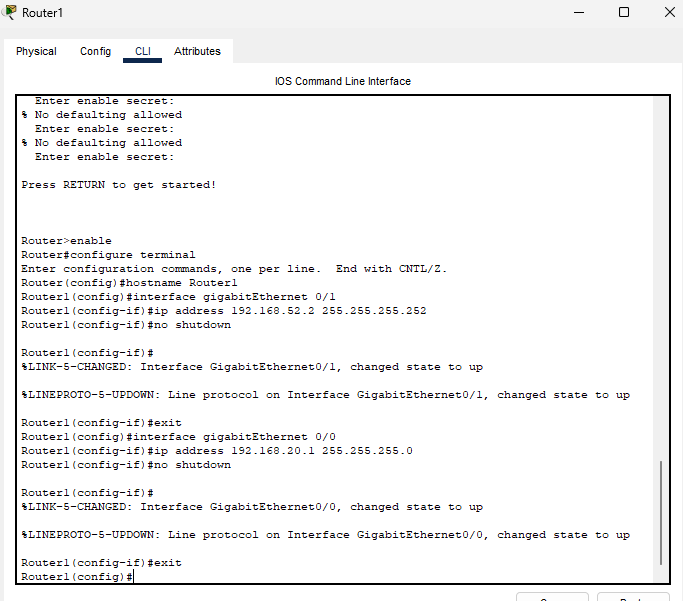 Router1
Physical Config CLI Attributes
IOS Command Line Interface
Enter enable secret:
% No defaulting allowed
Enter enable secret:
% No defaulting allowed
Enter enable secret:
Press RETURN to get started!
Router>enable
Router#configure terminal
Enter configuration commands, one per line.  End with CNTL/Z.
Router(config)#hostname Router1
Router1(config)#interface gigabitEthernet 0/1
Router1(config-if)#ip address 192.168.52.2 255.255.255.252
Router1(config-if)#no shutdown
Router1(config-if)#
%LINK-5-CHANGED: Interface GigabitEthernet0/1, changed state to up
%LINEPROTO-5-UPDOWN: Line protocol on Interface GigabitEthernet0/1, changed state to up
Router1(config-if)#exit
Router1(config)#interface gigabitEthernet 0/0
Router1(config-if)#ip address 192.168.20.1 255.255.255.0
Router1(config-if)#no shutdown
Router1(config-if)#
%LINK-5-CHANGED: Interface GigabitEthernet0/0, changed state to up
%LINEPROTO-5-UPDOWN: Line protocol on Interface GigabitEthernet0/0, changed state to up
Router1(config-if)#exit
Router1(config)#